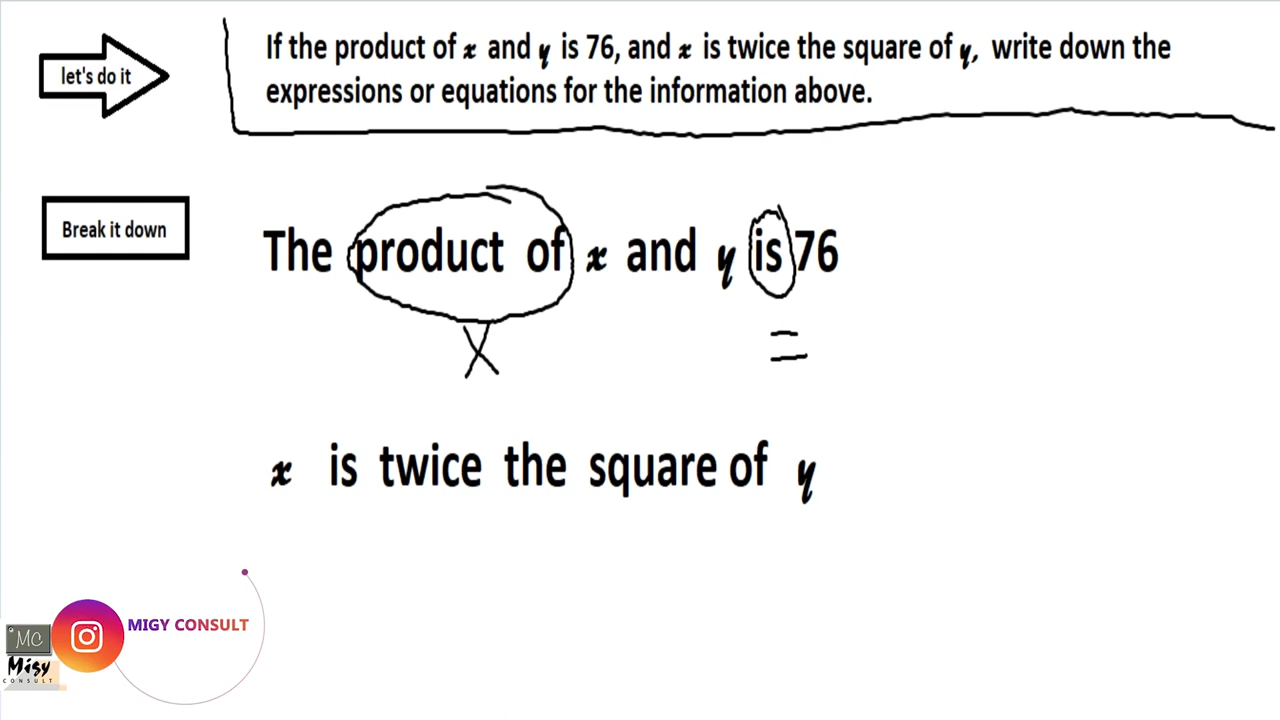 let's do it
If the product of x and y is 76, and x is twice the square of y, write down the
expressions or equations for the information above.
Break it down
The product of x and y is 76
X =
x is twice the square of y
MIGY CONSULT
MC
Misy
CONSULT